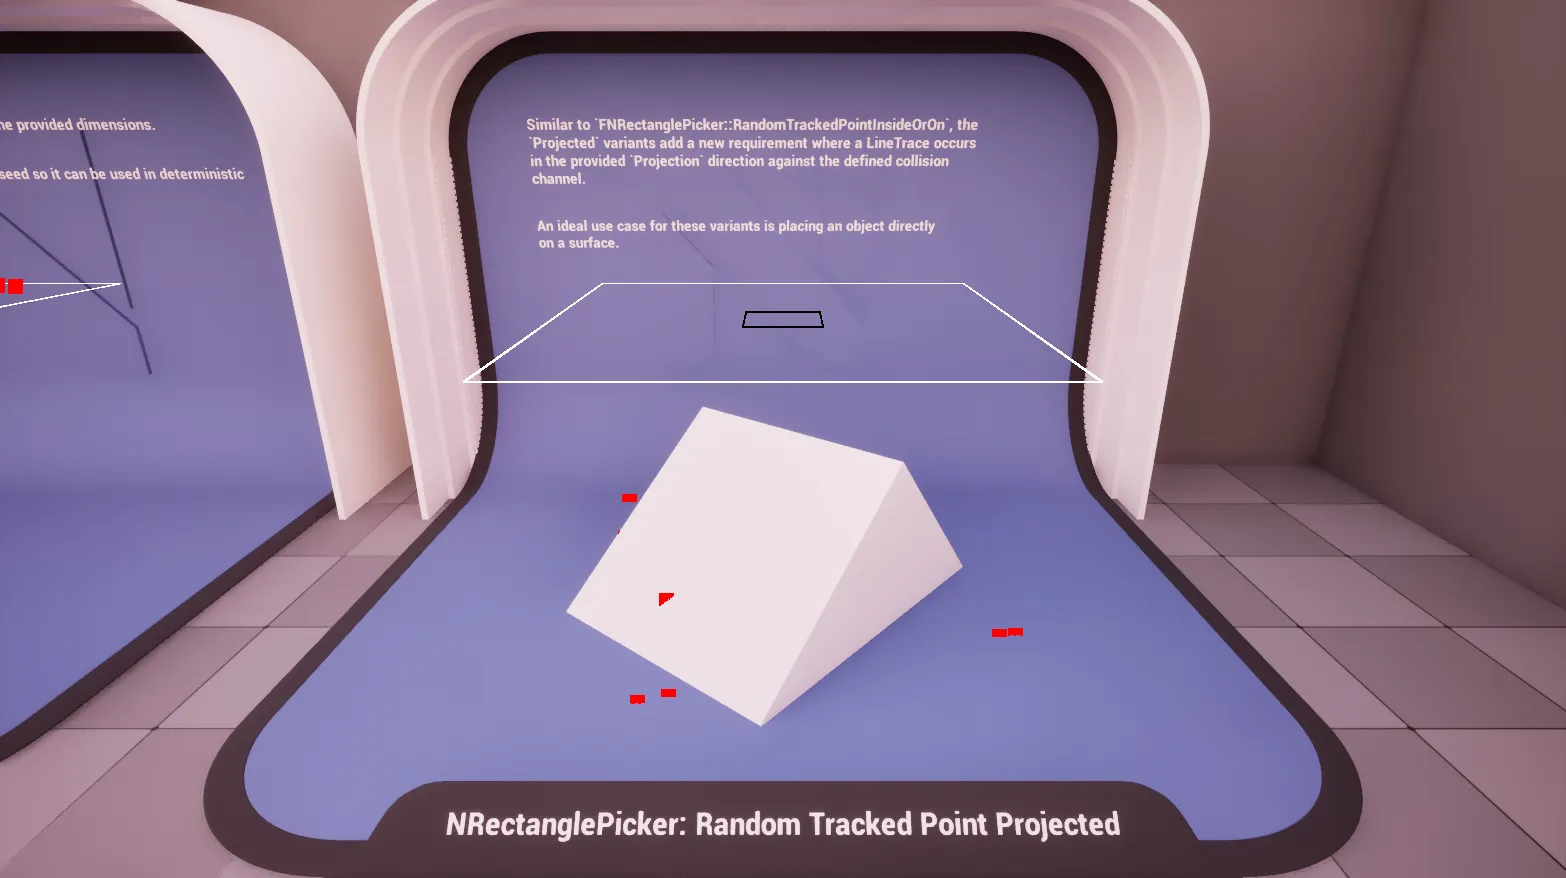 ne provided dimensions.
seed so it can be used in deterministic
Similar to `FNRectanglePicker::RandomTrackedPointInsideOrOn`, the
`Projected` variants add a new requirement where a LineTrace occurs
in the provided `Projection` direction against the defined collision
channel.
An ideal use case for these variants is placing an object directly
on a surface.
NRectanglePicker: Random Tracked Point Projected